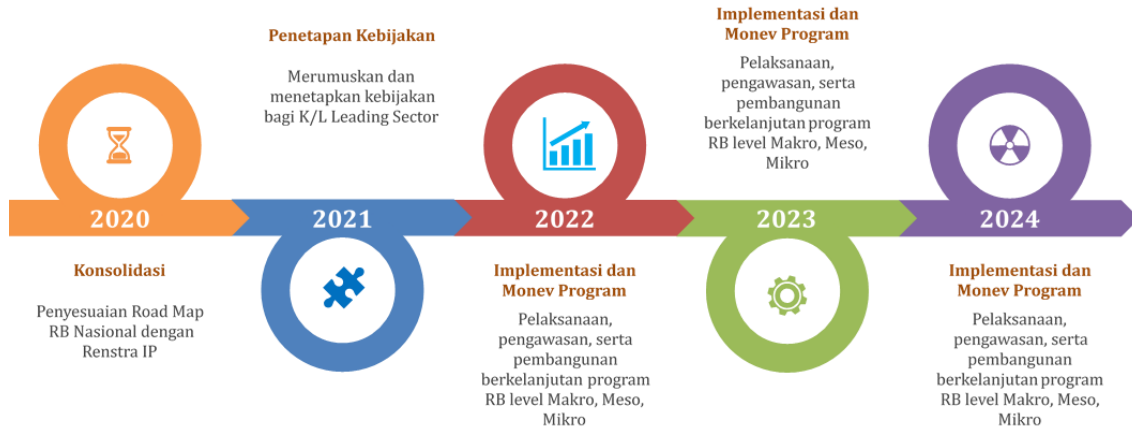 2020
Konsolidasi
Penyesuaian Road Map
RB Nasional dengan
Renstra IP
Penetapan Kebijakan
Merumuskan dan
menetapkan kebijakan
bagi K/L Leading Sector
2021
2022
Implementasi dan
Monev Program
Pelaksanaan,
pengawasan, serta
pembangunan
berkelanjutan program
RB level Makro, Meso,
Mikro
Implementasi dan
Monev Program
Pelaksanaan,
pengawasan, serta
pembangunan
berkelanjutan program
RB level Makro, Meso,
Mikro
2023
2024
Implementasi dan
Monev Program
Pelaksanaan,
pengawasan, serta
pembangunan
berkelanjutan program
RB level Makro, Meso,
Mikro